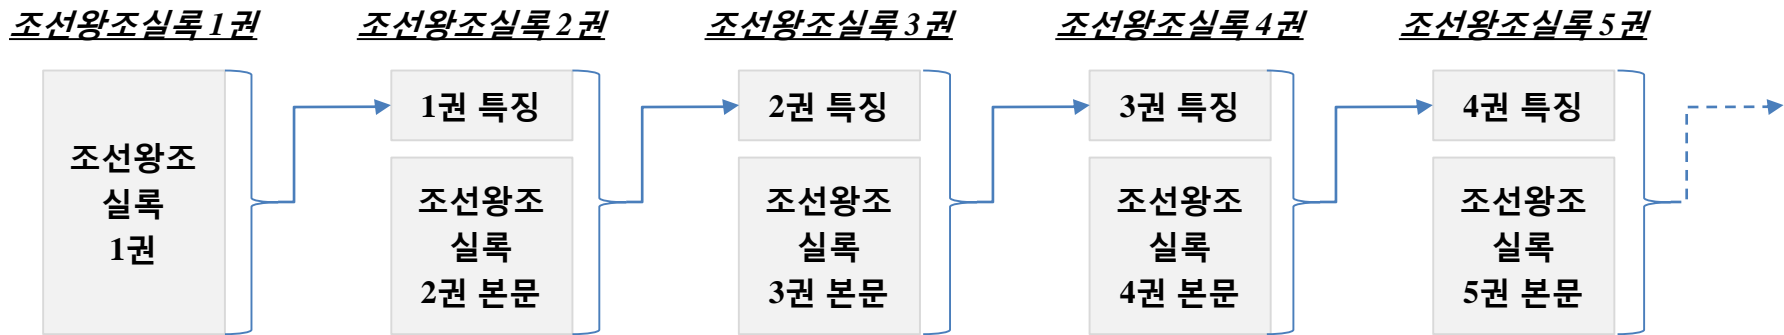 조선왕조실록 1권
조선왕조실록 2권
조선왕조실록 3권
조선왕조실록 4권
조선왕조실록 5권
조선왕조
실록
1권
1권 특징
조선왕조
실록
2권 본문
2권 특징
조선왕조
실록
3권 본문
3권 특징
조선왕조
실록
4권 본문
4권 특징
조선왕조
실록
5권 본문